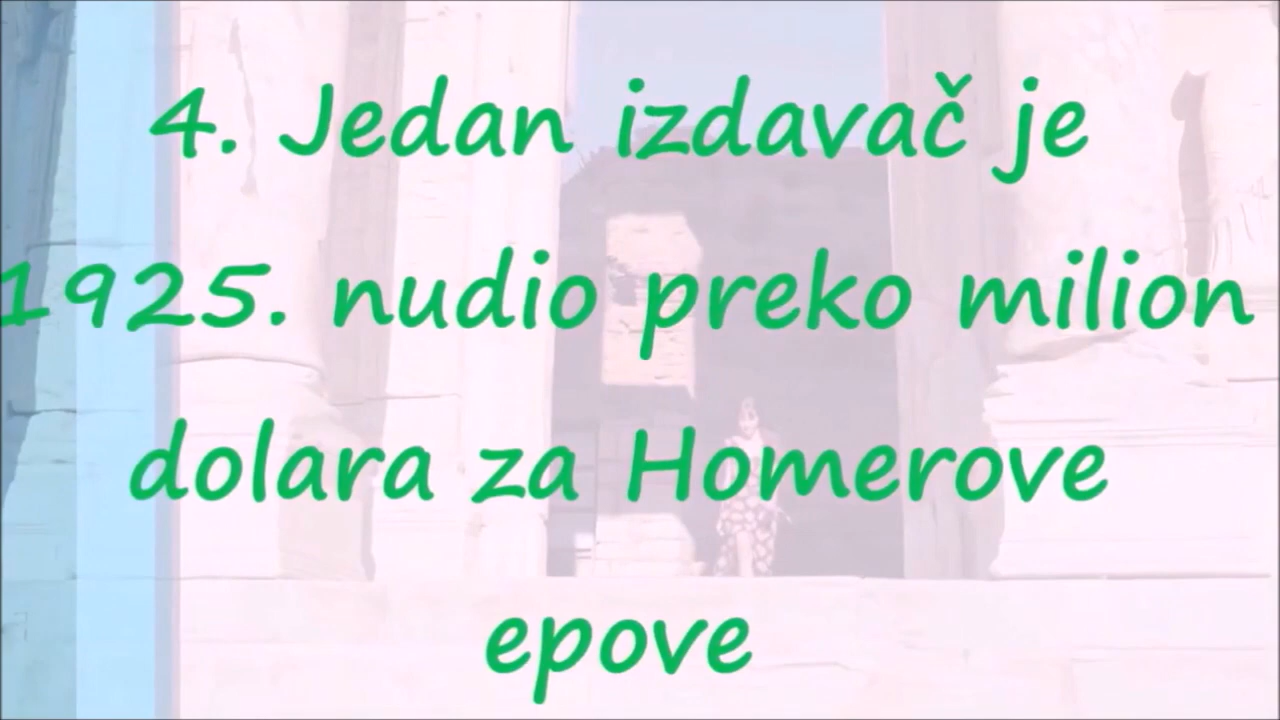 4. Jedan izdavač je
1925. nudio preko milion
dolara za Homerove
epove